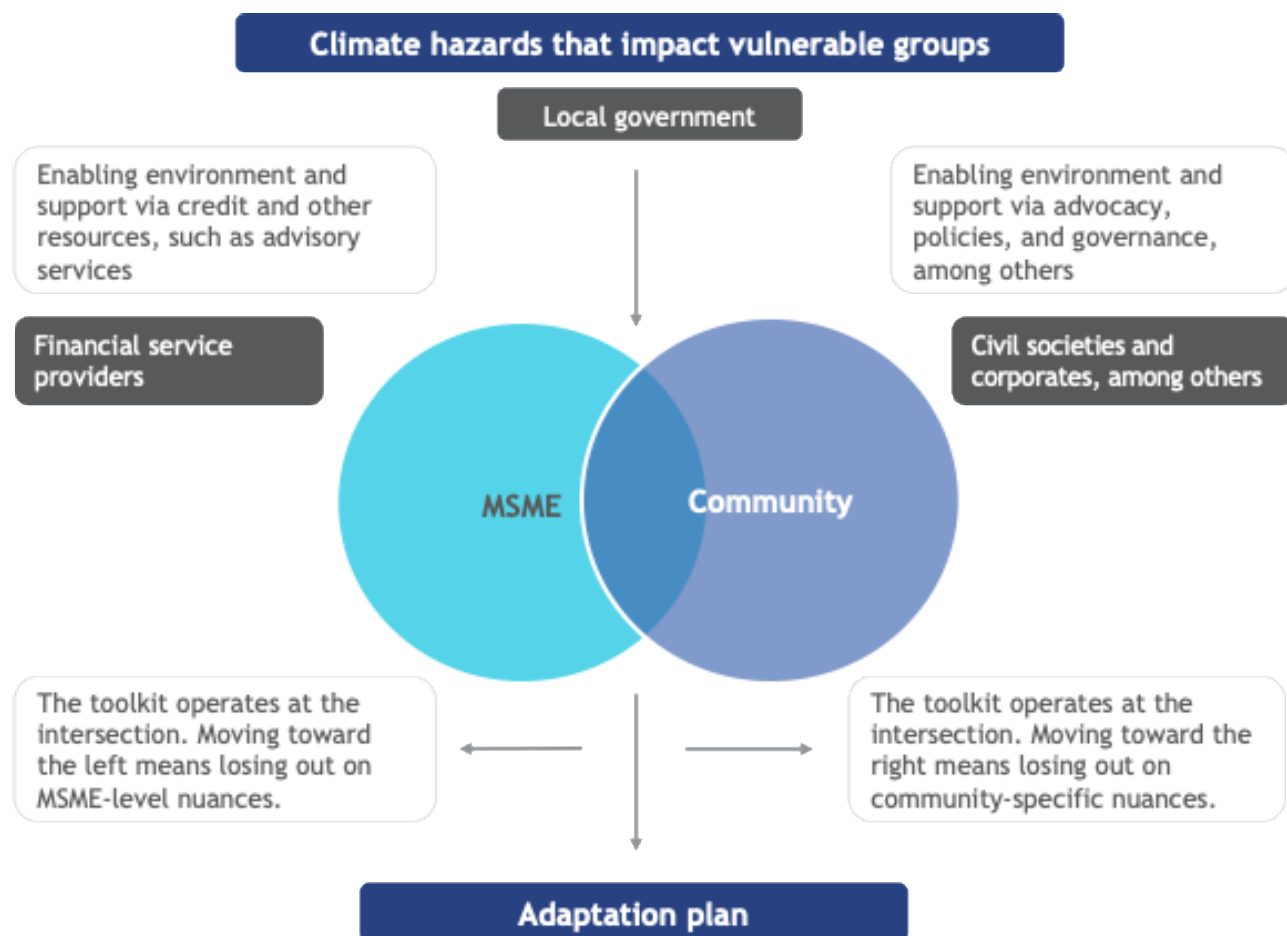 Climate hazards that impact vulnerable groups
Local government
Enabling environment and
support via credit and other
resources, such as advisory
services
Enabling environment and
support via advocacy,
policies, and governance,
among others
Financial service
providers
Civil societies and
corporates, among others
MSME
Community
The toolkit operates at the
intersection. Moving toward
the left means losing out on
MSME-level nuances.
The toolkit operates at the
intersection. Moving toward the
right means losing out on
community-specific nuances.
Adaptation plan